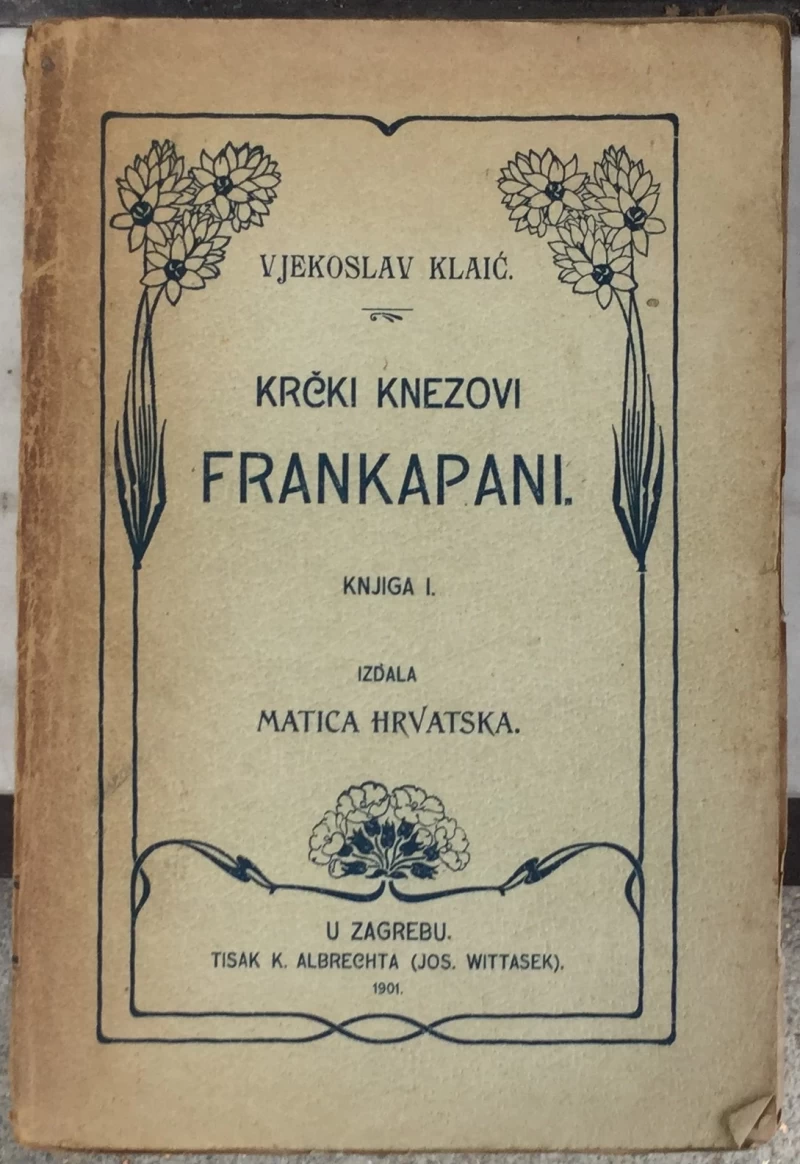 VJEKOSLAV KLAIĆ.
KRČKI KNEZOVI
FRANKAPANI.
KNJIGA I.
IZDALA
MATICA HRVATSKA.
U ZAGREBU.
TISAK K. ALBRECHTA (JOS. WITTASEK).
1901.